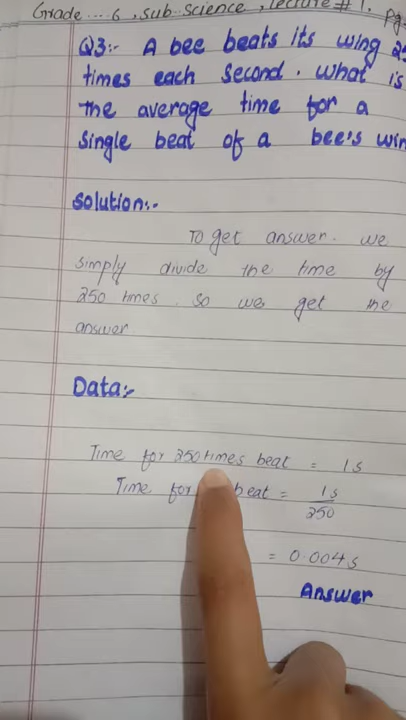 Grade .... 6, sub Science, Lecture # 1.
Q3:- A bee beats its wing
times each second. What is
the average time for a
single beat of a bee's
Solution:-
To get answer. we
simply divide the time by
250 times. so we get the
answer
Data:-
Time for 250 times beat = 1s
Time for beat = 1s
250
= 0.004s
Answer